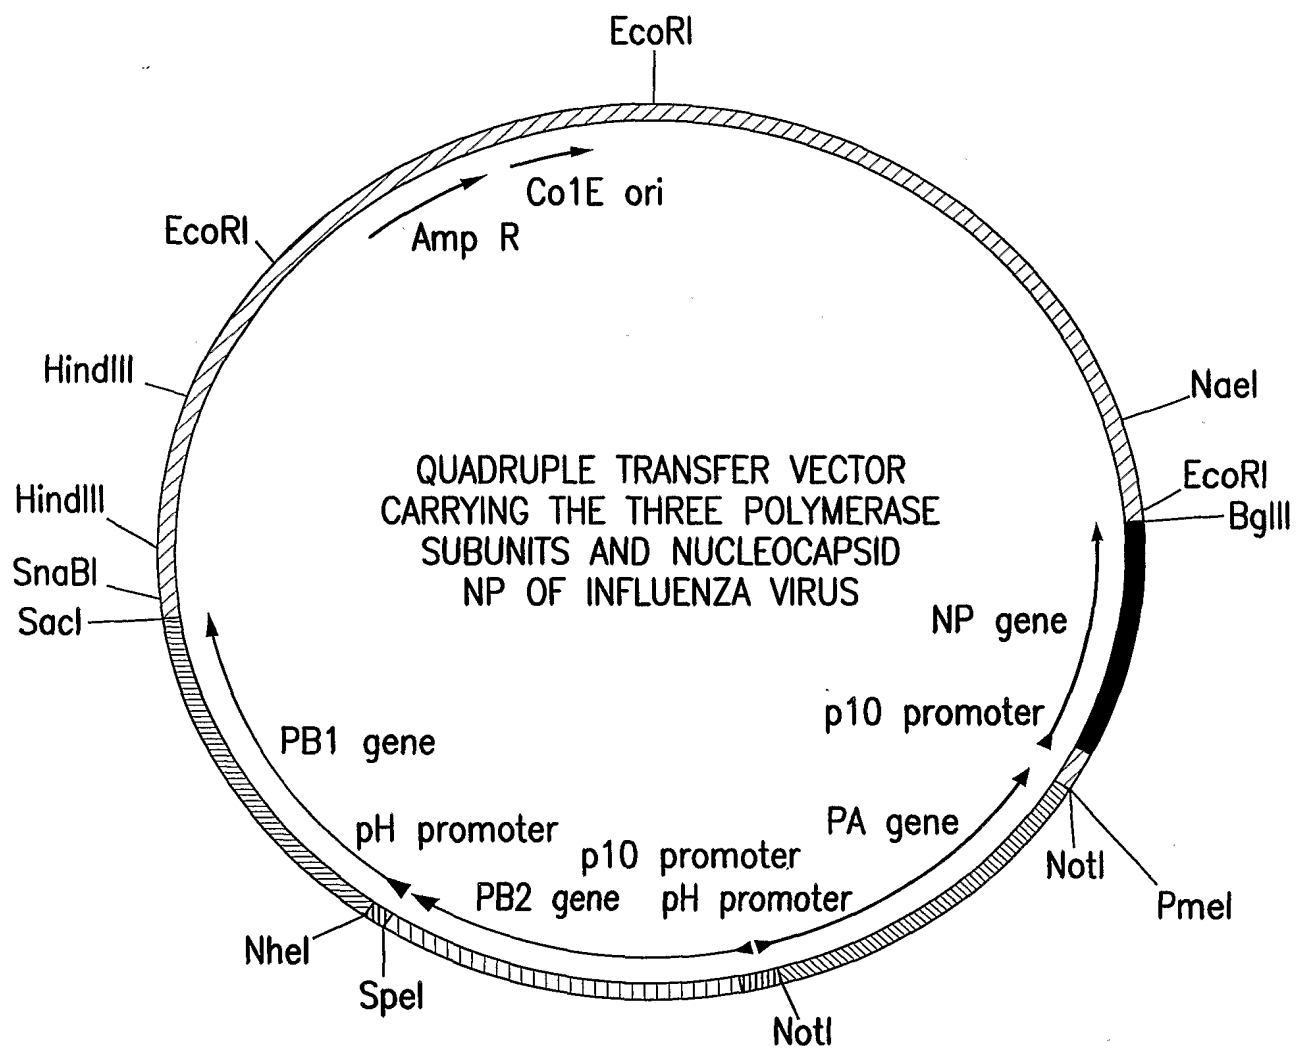 EcoRI
Co1E ori
EcoRI
Amp R
HindIII
NaeI
QUADRUPLE TRANSFER VECTOR
CARRYING THE THREE POLYMERASE
SUBUNITS AND NUCLEOCAPSID
NP OF INFLUENZA VIRUS
EcoRI
BglII
HindIII
SnaBI
SacI
NP gene
p10 promoter
PB1 gene
PA gene
pH promoter
p10 promoter
PB2 gene
pH promoter
NotI
PmeI
NheI
SpeI
NotI